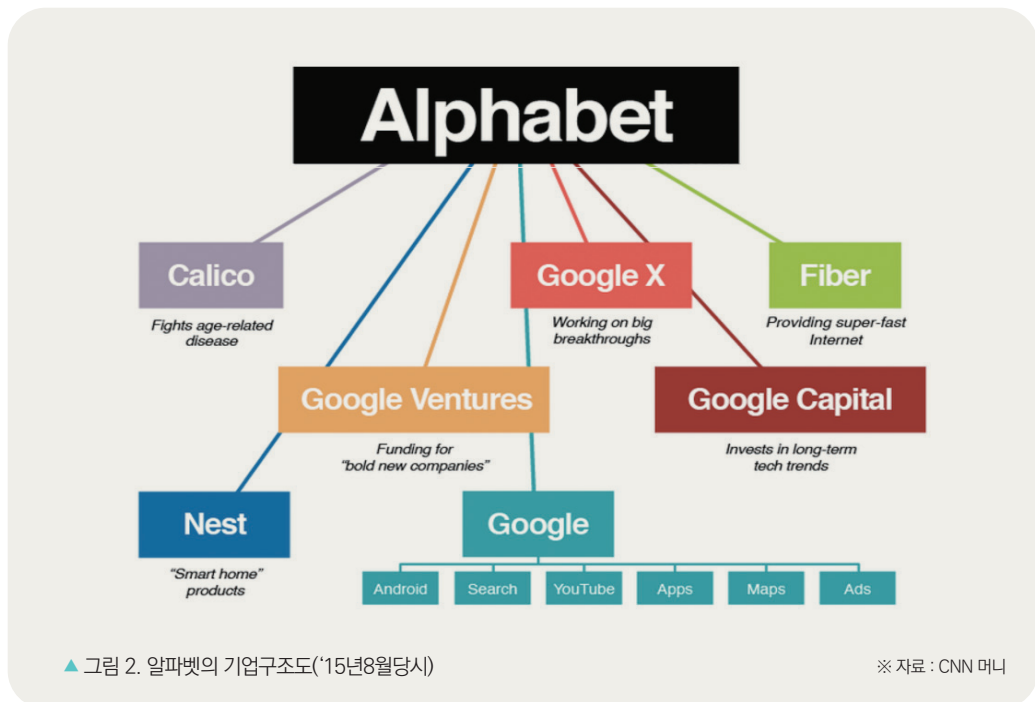 Alphabet
Calico
Fights age-related
disease
Google X
Working on big
breakthroughs
Fiber
Providing super-fast
Internet
Google Ventures
Funding for
“bold new companies”
Google Capital
Invests in long-term
tech trends
Nest
“Smart home”
products
Google
Android
Search
YouTube
Apps
Maps
Ads
▲ 그림 2. 알파벳의 기업구조도(‘15년8월당시)
※ 자료 : CNN 머니